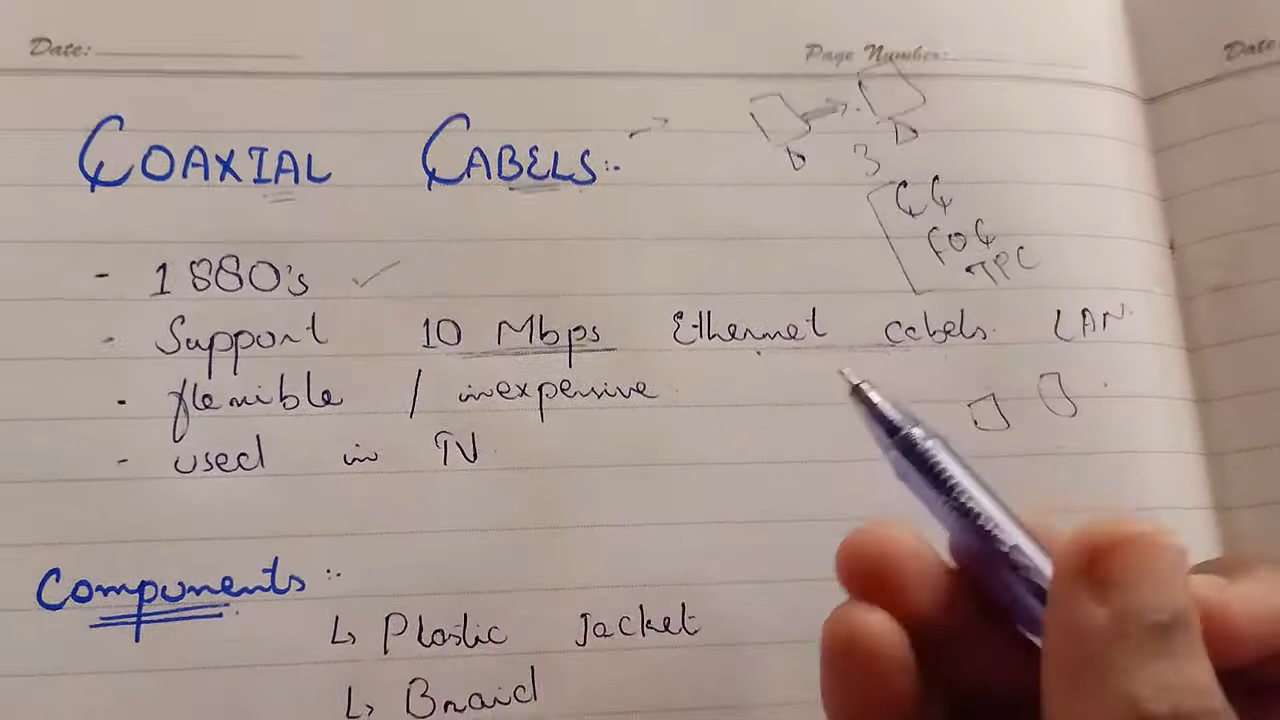 Date: Page Number: Date
COAXIAL CABELS:-
D 3 D
CC
FOC
TPC
- 1880's
- Support 10 Mbps Ethernet cabels. LAN.
- flexible / inexpensive
- used in TV
Components :-
↳ Plastic Jacket
↳ Braid